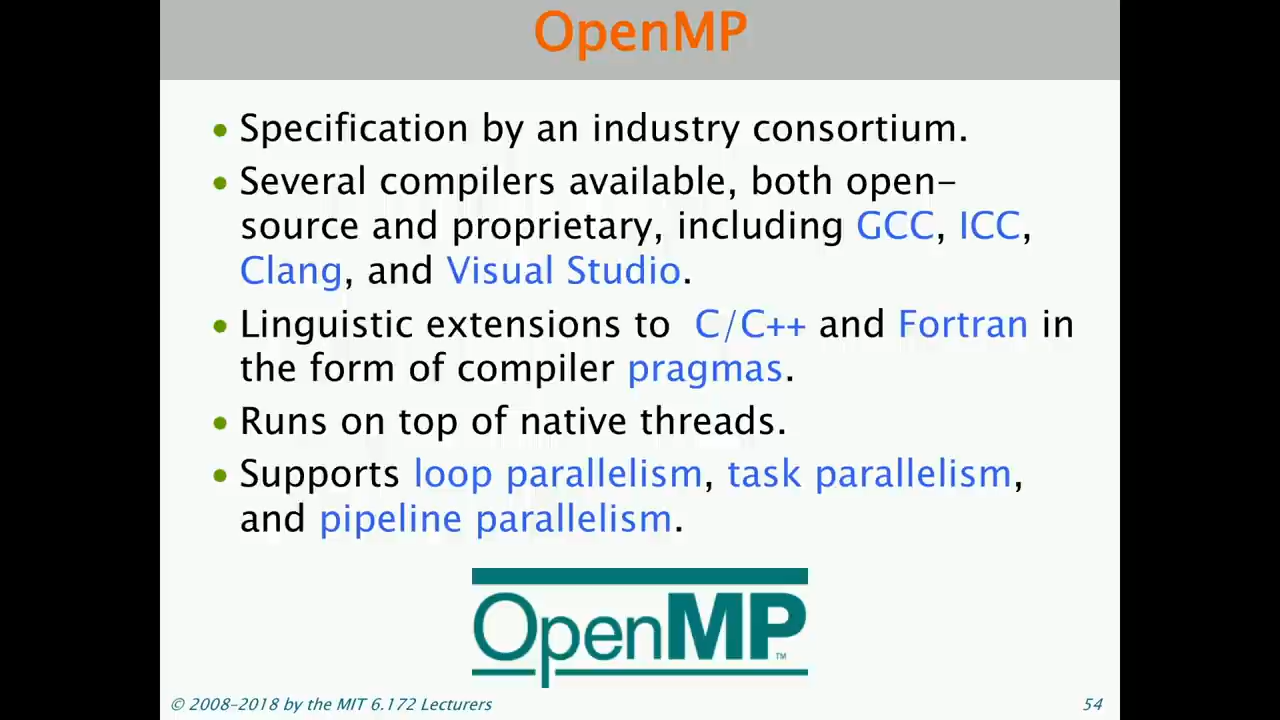 OpenMP
• Specification by an industry consortium.
• Several compilers available, both open-
source and proprietary, including GCC, ICC,
Clang, and Visual Studio.
• Linguistic extensions to C/C++ and Fortran in
the form of compiler pragmas.
• Runs on top of native threads.
• Supports loop parallelism, task parallelism,
and pipeline parallelism.
OpenMP™
© 2008–2018 by the MIT 6.172 Lecturers
54